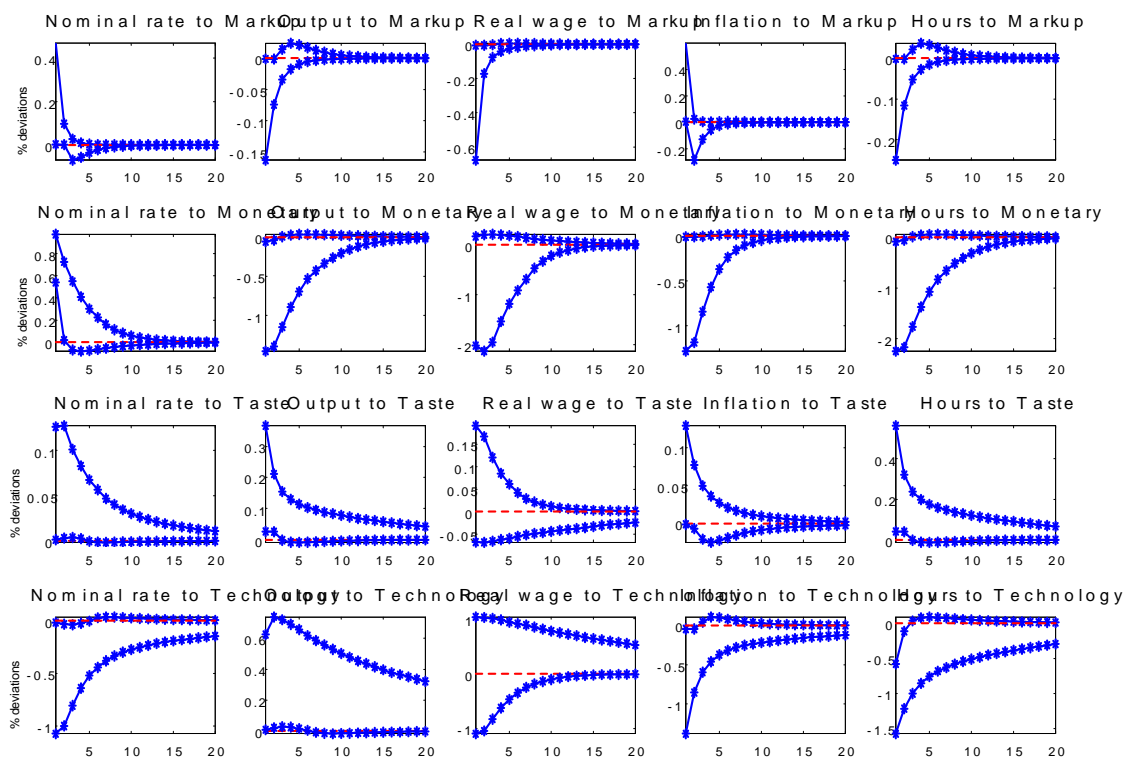 Nominal rate to Markup Output to Markup Real wage to Markup Inflation to Markup Hours to Markup
0.4
0.2
0
% deviations
5 10 15 20
0
-0.05
-0.1
-0.15
5 10 15 20
0
-0.2
-0.4
-0.6
5 10 15 20
0.4
0.2
0
-0.2
5 10 15 20
0
-0.1
-0.2
5 10 15 20
Nominal rate to Monetary Output to Monetary Real wage to Monetary Inflation to Monetary Hours to Monetary
0.8
0.6
0.4
0.2
0
% deviations
5 10 15 20
0
-0.5
-1
5 10 15 20
0
-1
-2
5 10 15 20
0
-0.5
-1
5 10 15 20
0
-1
-2
5 10 15 20
Nominal rate to Taste Output to Taste Real wage to Taste Inflation to Taste Hours to Taste
0.1
0.05
0
% deviations
5 10 15 20
0.3
0.2
0.1
0
5 10 15 20
0.15
0.1
0.05
0
-0.05
5 10 15 20
0.1
0.05
0
5 10 15 20
0.4
0.2
0
5 10 15 20
Nominal rate to Technology Output to Technology Real wage to Technology Inflation to Technology Hours to Technology
0
-0.5
-1
% deviations
5 10 15 20
0.6
0.4
0.2
0
5 10 15 20
1
0
-1
5 10 15 20
0
-0.5
-1
5 10 15 20
0
-0.5
-1
-1.5
5 10 15 20